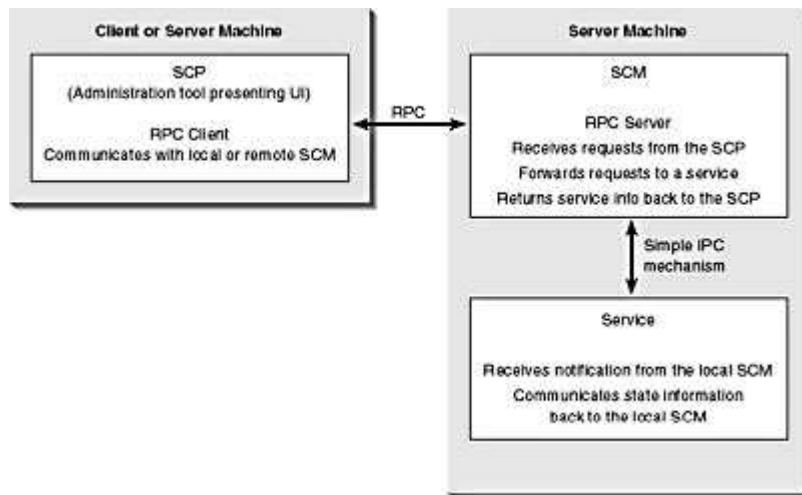 Client or Server Machine
SCP
(Administration tool presenting UI)
RPC Client
Communicates with local or remote SCM
RPC
Server Machine
SCM
RPC Server
Receives requests from the SCP
Forwards requests to a service
Returns service info back to the SCP
Simple IPC
mechanism
Service
Receives notification from the local SCM
Communicates state information
back to the local SCM